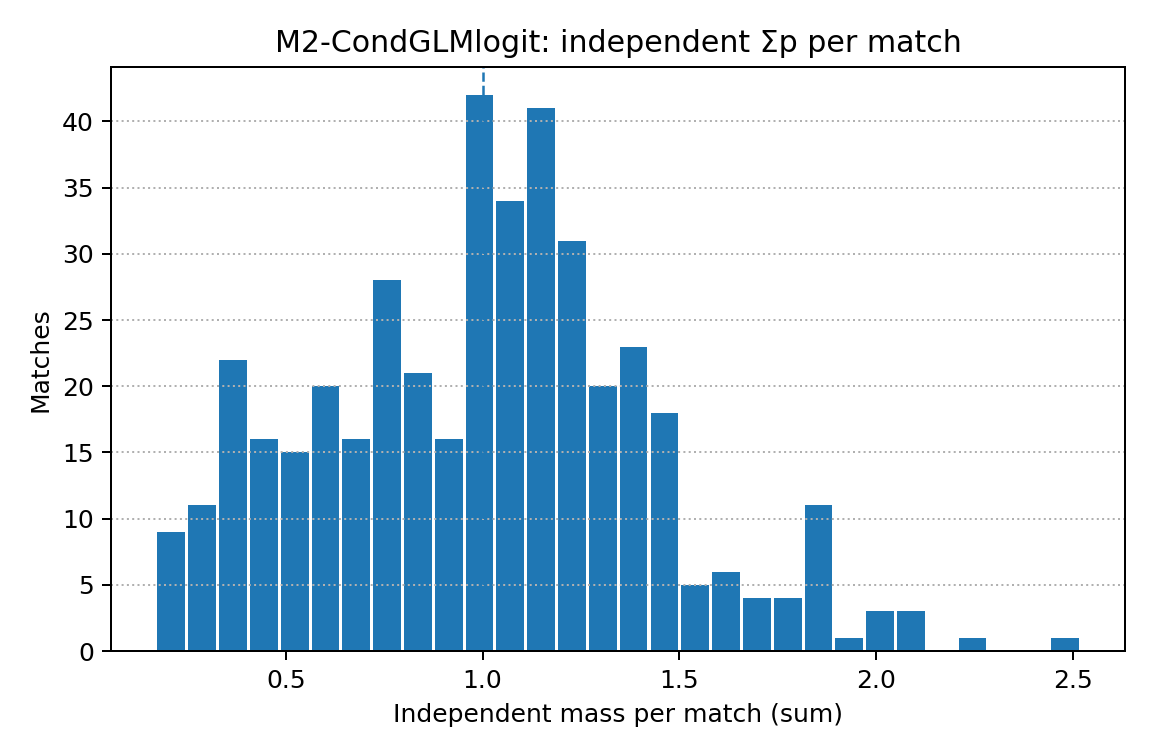 M2-CondGLMlogit: independent Σp per match
40
35
30
25
20
15
10
5
0
Matches
0.5 1.0 1.5 2.0 2.5
Independent mass per match (sum)